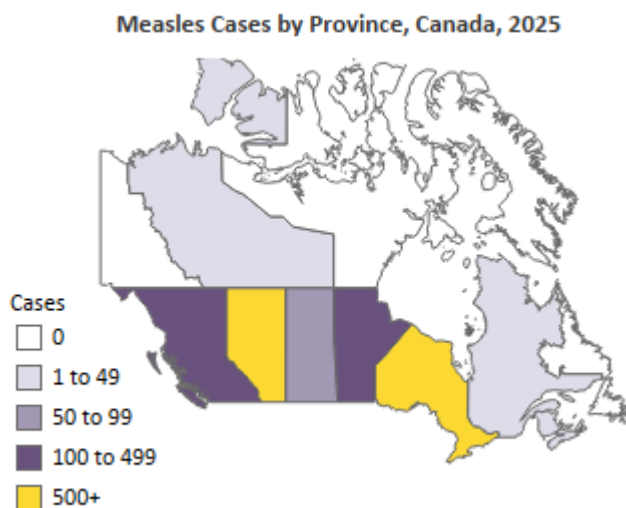 Measles Cases by Province, Canada, 2025
Cases
0
1 to 49
50 to 99
100 to 499
500+